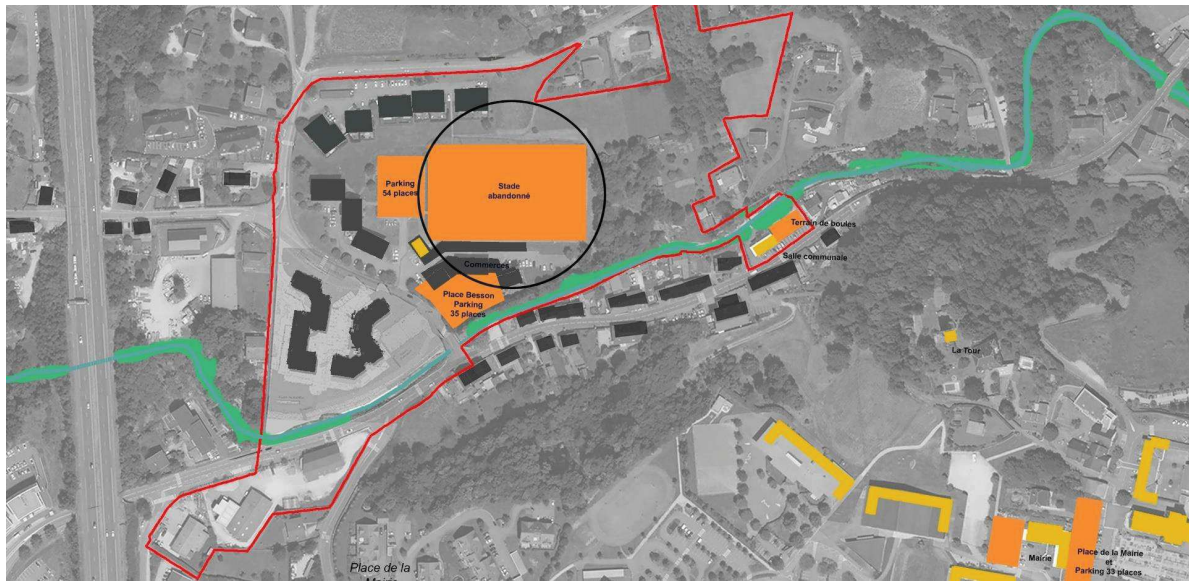 Parking
54 places
Stade
abandonné
Commerces
Place Besson
Parking
35 places
Terrain de boules
Salle communale
La Tour
Mairie
Place de la Mairie
et
Parking 33 places
Place de la
Mairie